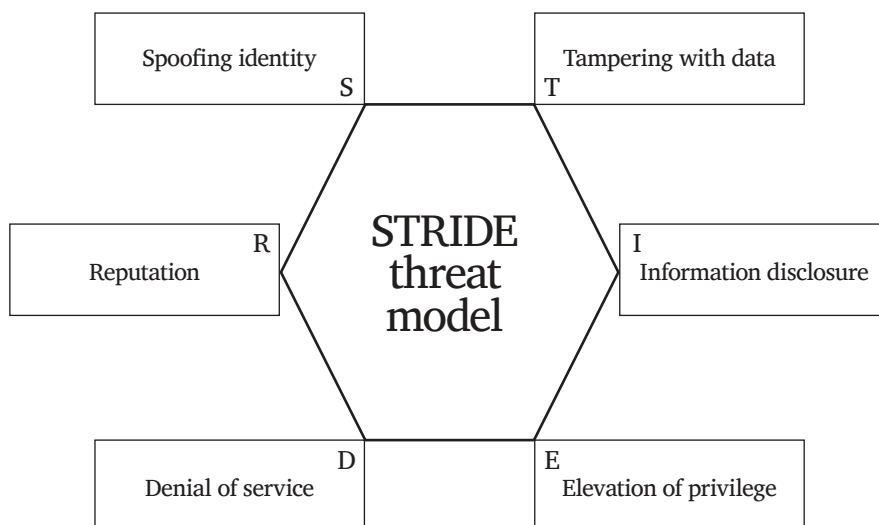 Spoofing identity
S
Tampering with data
T
STRIDE
threat
model
R
Reputation
I
Information disclosure
D
Denial of service
E
Elevation of privilege